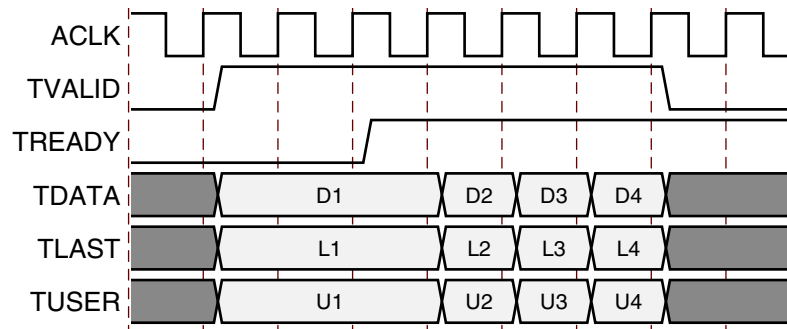 ACLK
TVALID
TREADY
TDATA D1 D2 D3 D4
TLAST L1 L2 L3 L4
TUSER U1 U2 U3 U4